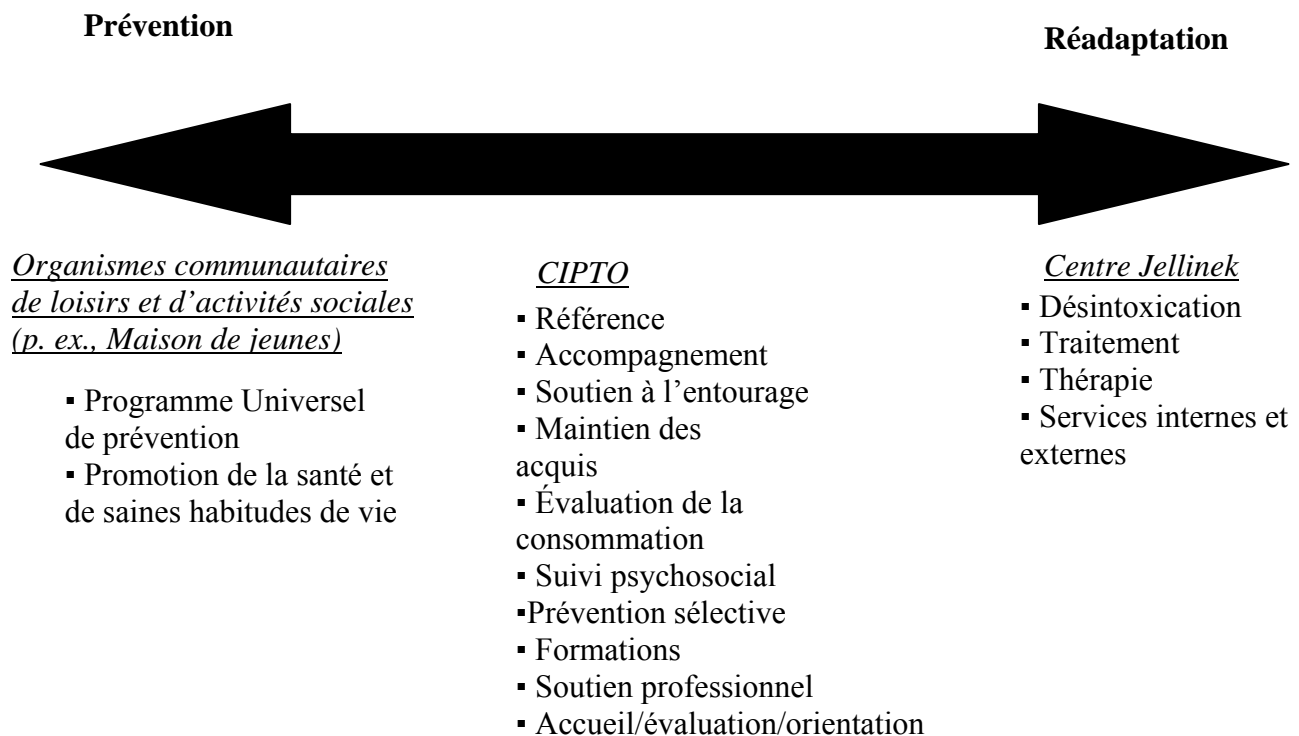 Prévention
Réadaptation
Organismes communautaires
de loisirs et d’activités sociales
(p. ex., Maison de jeunes)
▪ Programme Universel
de prévention
▪ Promotion de la santé et
de saines habitudes de vie
CIPTO
▪ Référence
▪ Accompagnement
▪ Soutien à l’entourage
▪ Maintien des
acquis
▪ Évaluation de la
consommation
▪ Suivi psychosocial
▪Prévention sélective
▪ Formations
▪ Soutien professionnel
▪ Accueil/évaluation/orientation
Centre Jellinek
▪ Désintoxication
▪ Traitement
▪ Thérapie
▪ Services internes et
externes